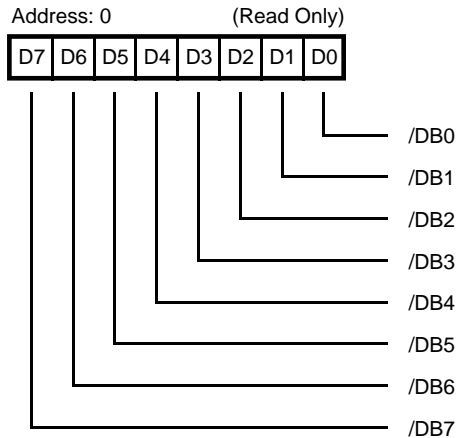 Address: 0 (Read Only)
D7 D6 D5 D4 D3 D2 D1 D0
/DB0
/DB1
/DB2
/DB3
/DB4
/DB5
/DB6
/DB7